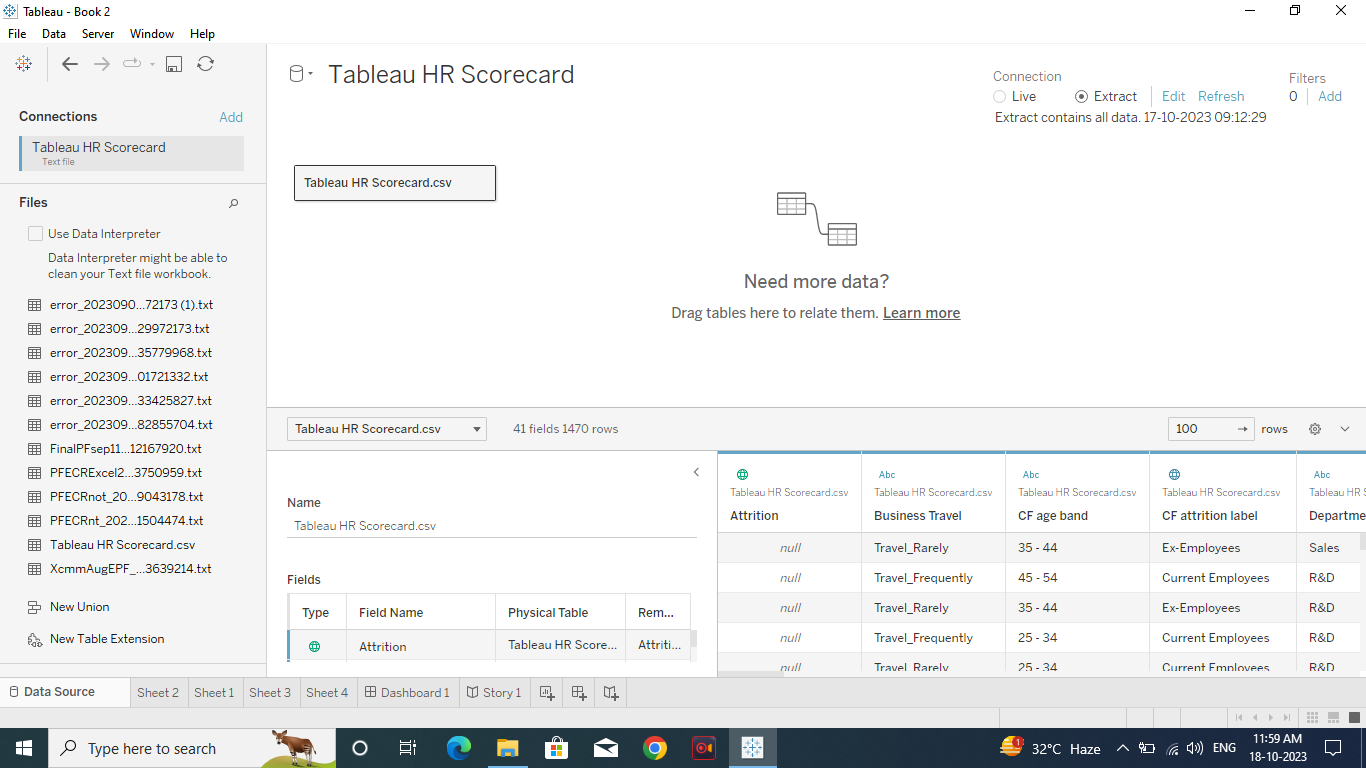 Tableau - Book 2
File Data Server Window Help
Connections Add
Tableau HR Scorecard
Text file
Files
Use Data Interpreter
Data Interpreter might be able to
clean your Text file workbook.
error_2023090...72173 (1).txt
error_202309...29972173.txt
error_202309...35779968.txt
error_202309...01721332.txt
error_202309...33425827.txt
error_202309...82855704.txt
FinalPFsep11...12167920.txt
PFECRExcel2...3750959.txt
PFECRnot_20...9043178.txt
PFECRnt_202...1504474.txt
Tableau HR Scorecard.csv
XcmmAugEPF_...3639214.txt
New Union
New Table Extension
Tableau HR Scorecard
Connection
Live Extract Edit Refresh
Extract contains all data. 17-10-2023 09:12:29
Filters
0 Add
Tableau HR Scorecard.csv
Need more data?
Drag tables here to relate them. Learn more
Tableau HR Scorecard.csv 41 fields 1470 rows 100 → rows
Name
Tableau HR Scorecard.csv
Fields
Type Field Name Physical Table Rem...
Attrition Tableau HR Score... Attriti...
Abc Abc Abc
Tableau HR Scorecard.csv Tableau HR Scorecard.csv Tableau HR Scorecard.csv Tableau HR Scorecard.csv Tableau HR S
Attrition Business Travel CF age band CF attrition label Departme
null Travel_Rarely 35 - 44 Ex-Employees Sales
null Travel_Frequently 45 - 54 Current Employees R&D
null Travel_Rarely 35 - 44 Ex-Employees R&D
null Travel_Frequently 25 - 34 Current Employees R&D
null Travel_Rarely 25 - 34 Current Employees R&D
Data Source Sheet 2 Sheet 1 Sheet 3 Sheet 4 Dashboard 1 Story 1
Type here to search
1
32°C Haze ENG
11:59 AM
18-10-2023